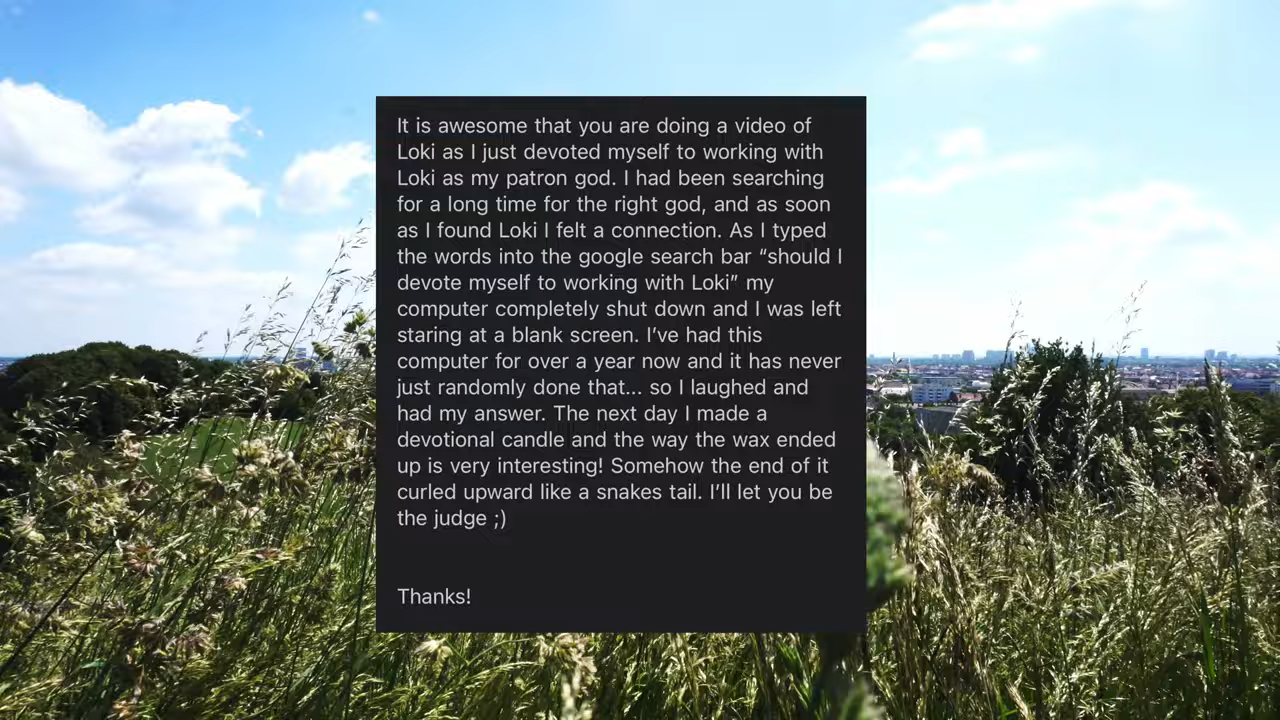 It is awesome that you are doing a video of
Loki as I just devoted myself to working with
Loki as my patron god. I had been searching
for a long time for the right god, and as soon
as I found Loki I felt a connection. As I typed
the words into the google search bar “should I
devote myself to working with Loki” my
computer completely shut down and I was left
staring at a blank screen. I’ve had this
computer for over a year now and it has never
just randomly done that... so I laughed and
had my answer. The next day I made a
devotional candle and the way the wax ended
up is very interesting! Somehow the end of it
curled upward like a snakes tail. I’ll let you be
the judge ;)
Thanks!